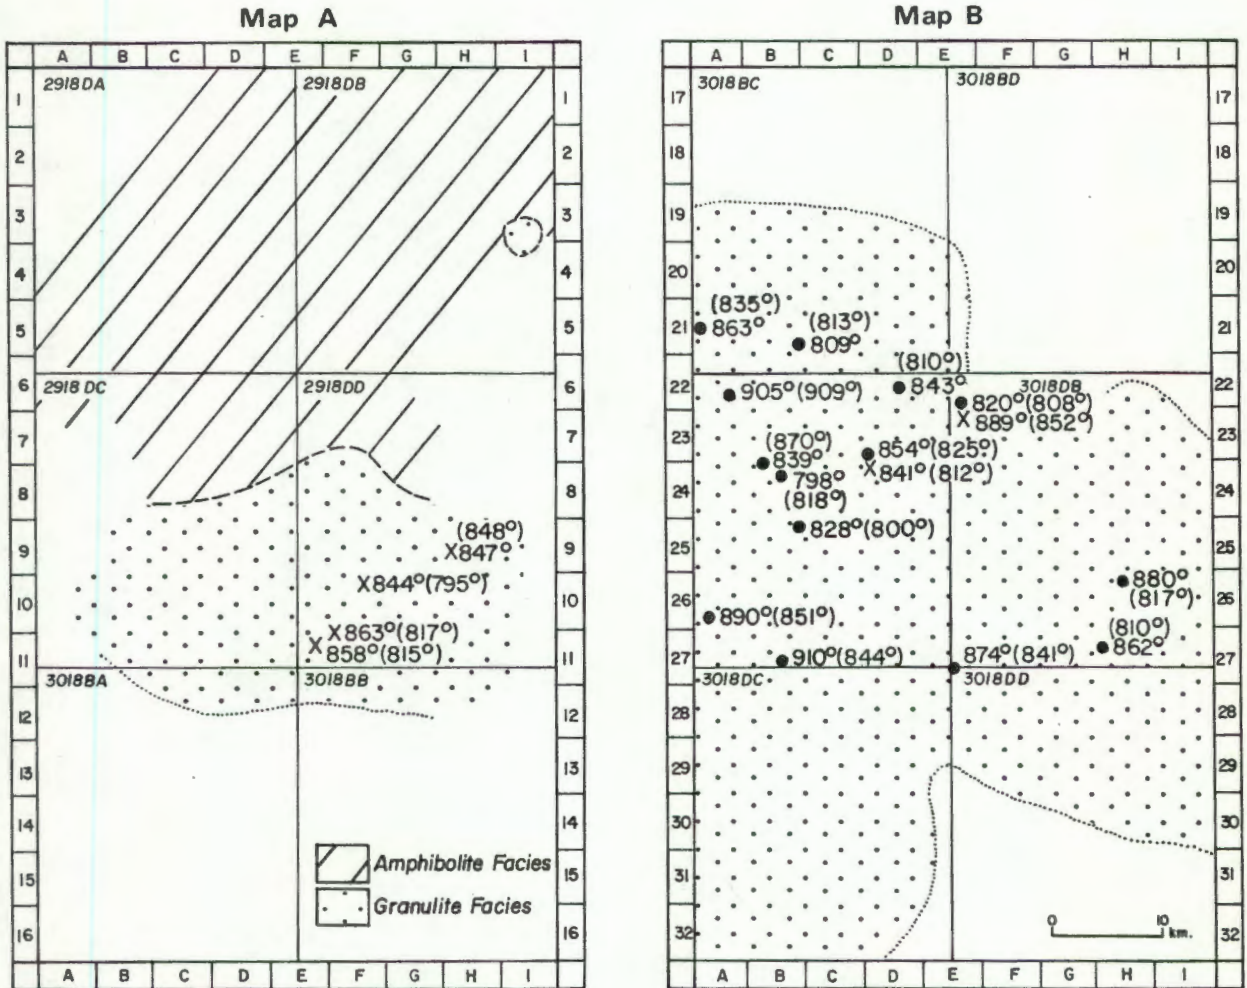 Map A
A B C D E F G H I
2918DA 2918DB
1 1
2 2
3 3
4 4
5 5
6 2918 DC 2918DD 6
7 7
8 8
(848°)
9 X847° 9
X844°(795°)
10 10
X863°(817°)
X
858°(815°)
11 11
3018BA 3018BB
12 12
13 13
14 14
Amphibolite Facies
15 15
Granulite Facies
16 16
A B C D E F G H I
Map B
A B C D E F G H I
3018BC 3018BD
17 17
18 18
19 19
20 20
(835°)
(813°)
21 863° 21
809°
(810°)
22 843° 3018DB 22
905° (909°)
820°(808°)
X889°(852°)
23 23
(870°) 854°(825°)
839° X841°(812°)
798°
24 24
(818°)
828°(800°)
25 25
880°
26 (817°) 26
890°(851°)
(810°)
862°
27 910°(844°) 874°(841°) 27
3018DC 3018DD
28 28
29 29
30 30
31 31
0 10
32 km. 32
A B C D E F G H I